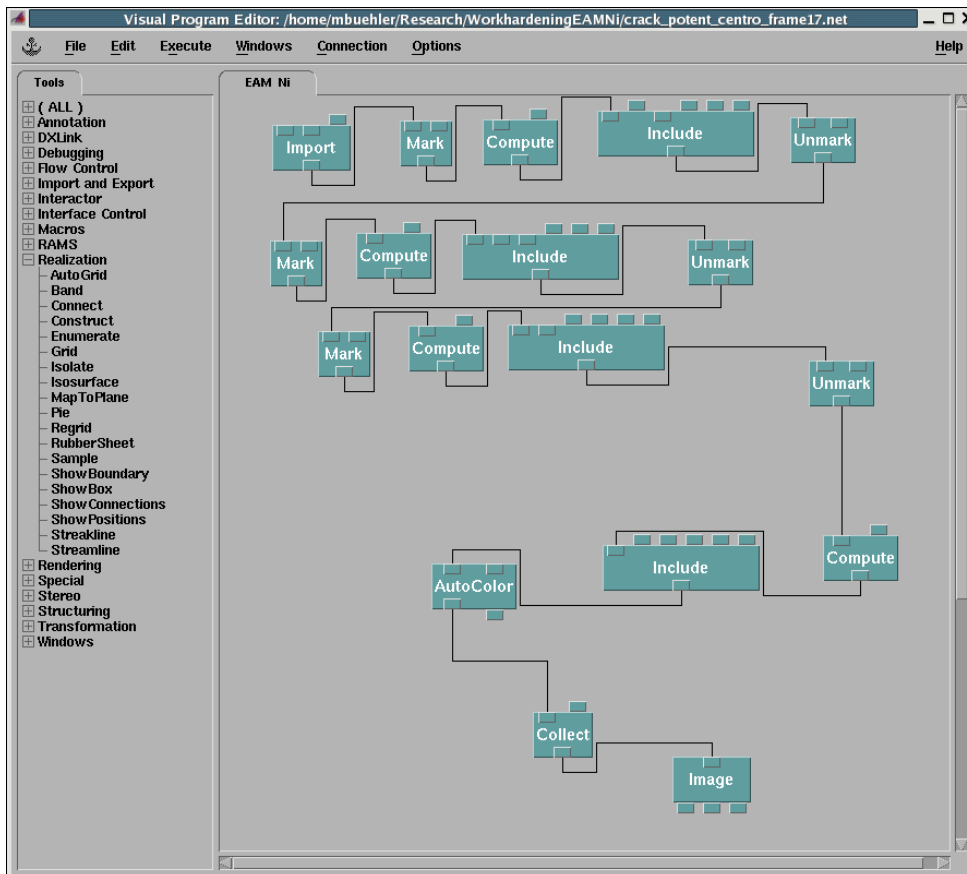 Visual Program Editor: /home/mbuehler/Research/WorkhardeningEAMNi/crack_potent_centro_frame17.net
File Edit Execute Windows Connection Options Help
Tools
( ALL )
Annotation
DXLink
Debugging
Flow Control
Import and Export
Interactor
Interface Control
Macros
RAMS
Realization
AutoGrid
Band
Connect
Construct
Enumerate
Grid
Isolate
Isosurface
MapToPlane
Pie
Regrid
RubberSheet
Sample
ShowBoundary
ShowBox
ShowConnections
ShowPositions
Streakline
Streamline
Rendering
Special
Stereo
Structuring
Transformation
Windows
EAM Ni
Import Mark Compute Include Unmark
Mark Compute Include Unmark
Mark Compute Include Unmark
Include Compute
AutoColor
Collect
Image